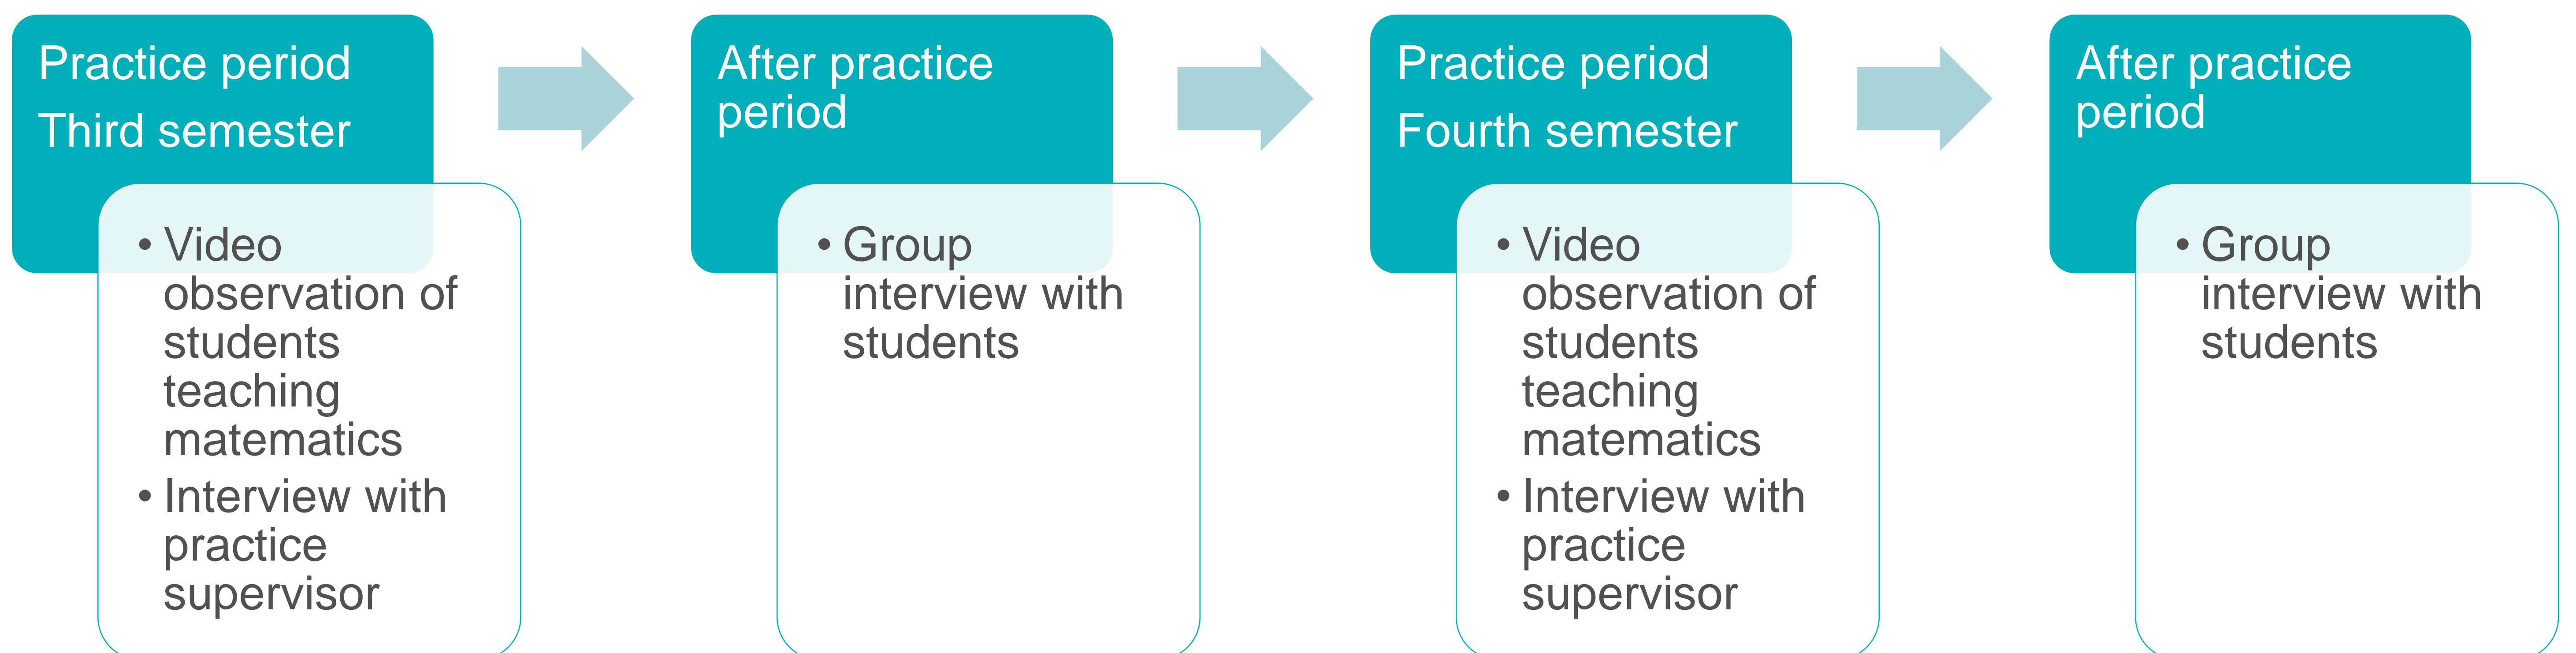 Practice period
Third semester
• Video
observation of
students
teaching
matematics
• Interview with
practice
supervisor
After practice
period
• Group
interview with
students
Practice period
Fourth semester
• Video
observation of
students
teaching
matematics
• Interview with
practice
supervisor
After practice
period
• Group
interview with
students